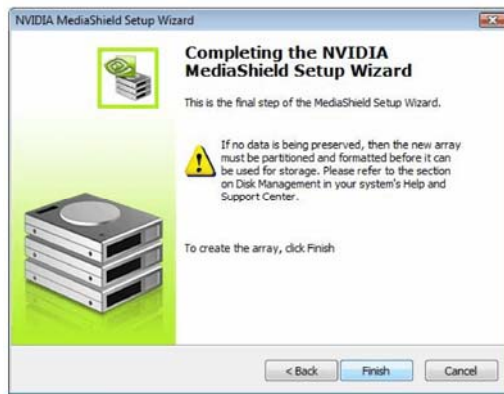 NVIDIA MediaShield Setup Wizard
Completing the NVIDIA
MediaShield Setup Wizard
This is the final step of the MediaShield Setup Wizard.
If no data is being preserved, then the new array
must be partitioned and formatted before it can
be used for storage. Please refer to the section
on Disk Management in your system's Help and
Support Center.
To create the array, click Finish
< Back
Finish
Cancel